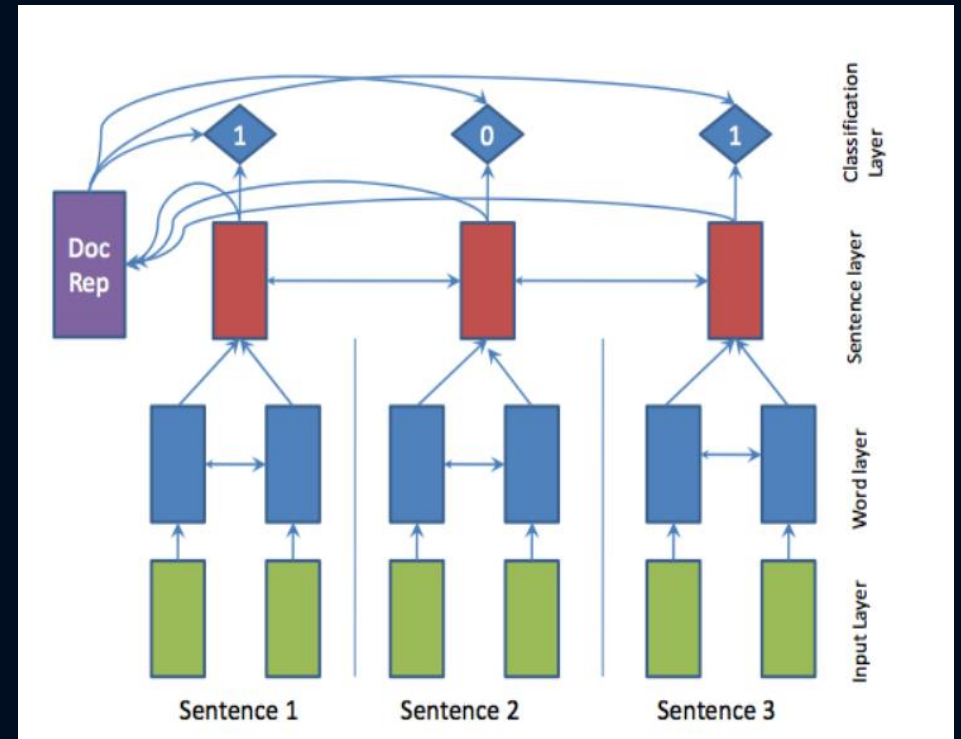 1
0
1
Classification
Layer
Doc
Rep
Sentence layer
Word layer
Input Layer
Sentence 1
Sentence 2
Sentence 3